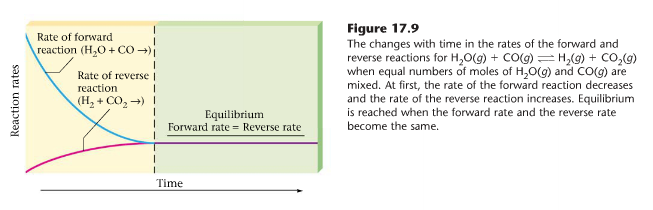 Rate of forward
reaction (H₂O + CO →)
Rate of reverse
reaction
(H₂ + CO₂ →)
Equilibrium
Forward rate = Reverse rate
Reaction rates
Time
Figure 17.9
The changes with time in the rates of the forward and
reverse reactions for H₂O(g) + CO(g) ⇌ H₂(g) + CO₂(g)
when equal numbers of moles of H₂O(g) and CO(g) are
mixed. At first, the rate of the forward reaction decreases
and the rate of the reverse reaction increases. Equilibrium
is reached when the forward rate and the reverse rate
become the same.